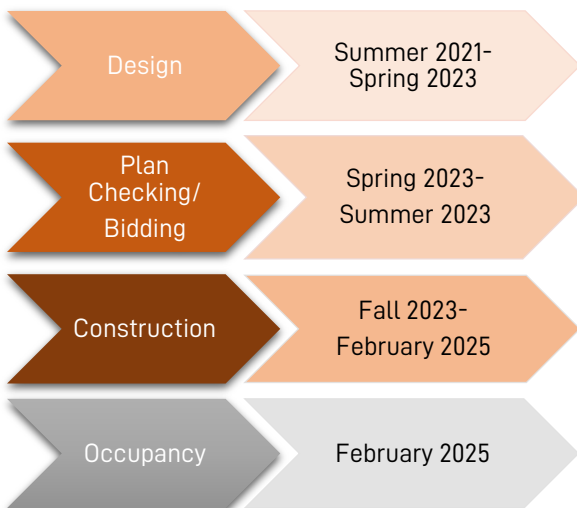 Design
Summer 2021-
Spring 2023
Plan
Checking/
Bidding
Spring 2023-
Summer 2023
Construction
Fall 2023-
February 2025
Occupancy
February 2025